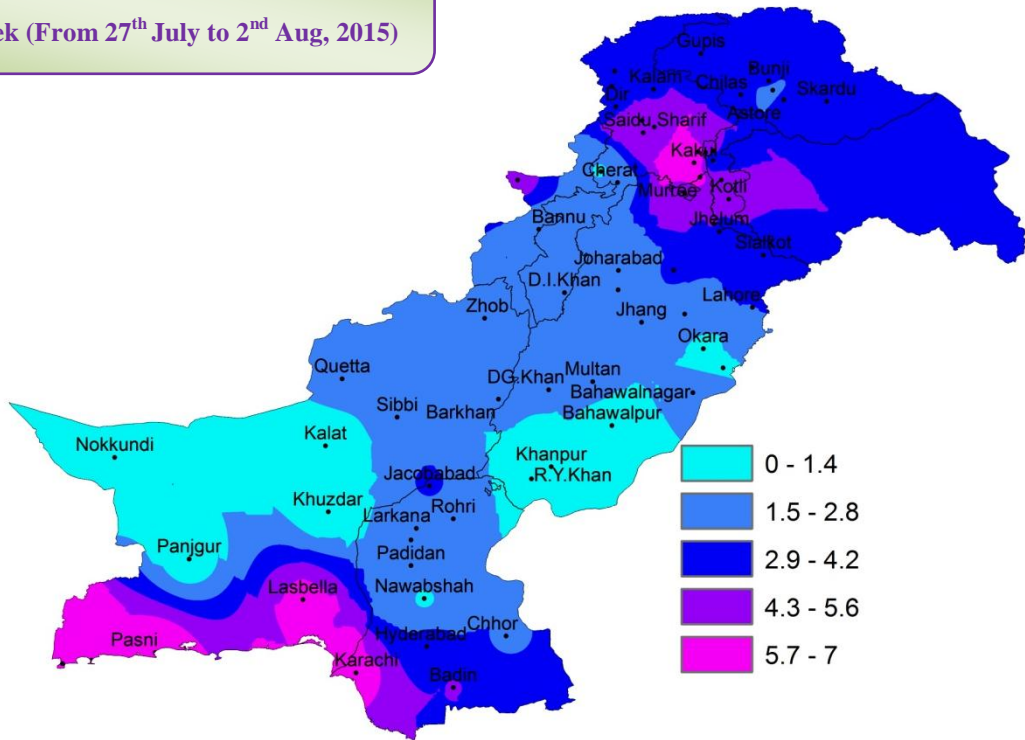 (From 27th July to 2nd Aug, 2015)
Gupis
Bunji
Kalam
Chilas
Skardu
Dir
Astore
Saidu Sharif
Kakul
Cherat
Murree
Kotli
Bannu
Jhelum
Sialkot
Joharabad
D.I.Khan
Lahore
Zhob
Jhang
Okara
Quetta
DG.Khan
Multan
Bahawalnagar
Sibbi
Barkhan
Bahawalpur
Nokkundi
Kalat
Khanpur
R.Y.Khan
Jacobabad
Khuzdar
Larkana
Rohri
Panjgur
Padidan
Lasbella
Nawabshah
Chhor
Pasni
Hyderabad
Karachi
Badin
0 - 1.4
1.5 - 2.8
2.9 - 4.2
4.3 - 5.6
5.7 - 7